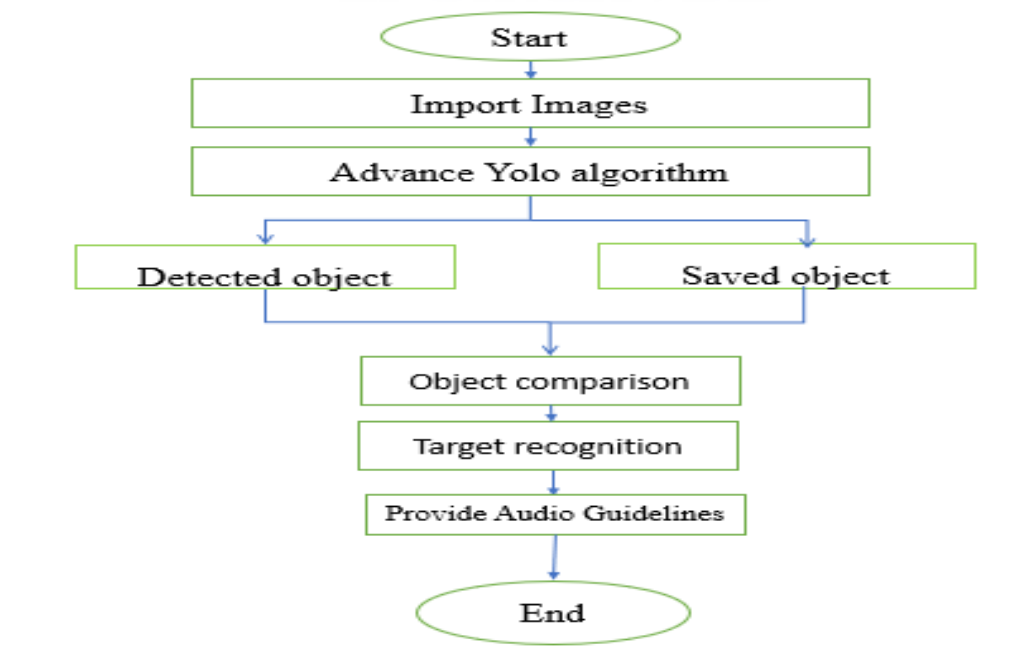 Start
Import Images
Advance Yolo algorithm
Detected object
Saved object
Object comparison
Target recognition
Provide Audio Guidelines
End